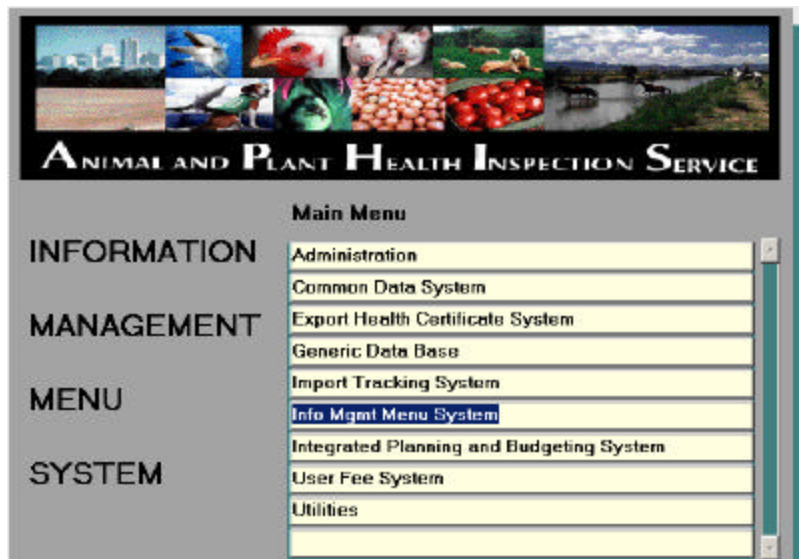 ANIMAL AND PLANT HEALTH INSPECTION SERVICE
Main Menu
INFORMATION
MANAGEMENT
MENU
SYSTEM
Administration
Common Data System
Export Health Certificate System
Generic Data Base
Import Tracking System
Info Mgmt Menu System
Integrated Planning and Budgeting System
User Fee System
Utilities